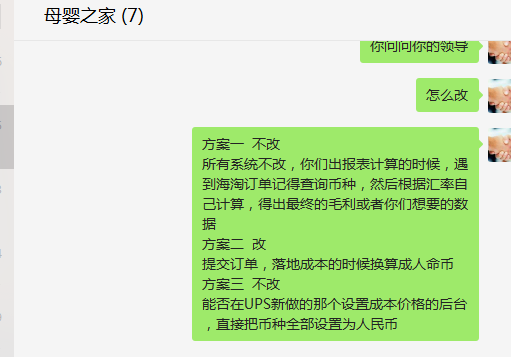 母婴之家 (7)
你问问你的领导
怎么改
方案一  不改
所有系统不改，你们出报表计算的时候，遇
到海淘订单记得查询币种，然后根据汇率自
己计算，得出最终的毛利或者你们想要的数
据
方案二  改
提交订单，落地成本的时候换算成人命币
方案三  不改
能否在UPS新做的那个设置成本价格的后台
，直接把币种全部设置为人民币